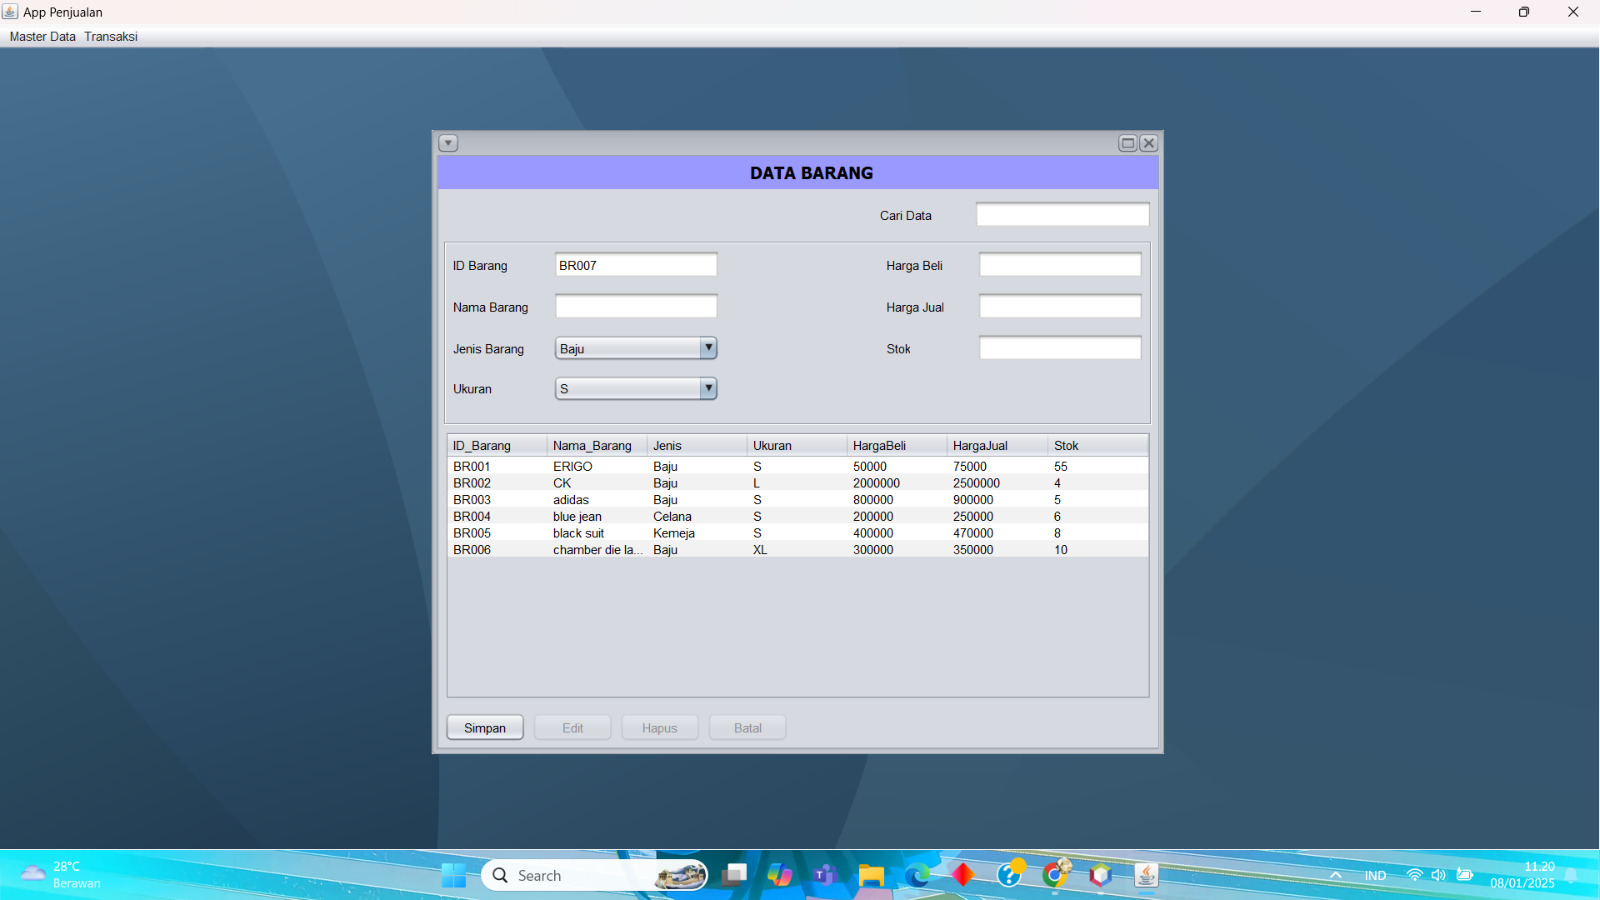 App Penjualan
Master Data Transaksi
DATA BARANG
Cari Data
ID Barang BR007 Harga Beli
Nama Barang Harga Jual
Jenis Barang Baju Stok
Ukuran S
ID_Barang Nama_Barang Jenis Ukuran HargaBeli HargaJual Stok
BR001 ERIGO Baju S 50000 75000 55
BR002 CK Baju L 2000000 2500000 4
BR003 adidas Baju S 800000 900000 5
BR004 blue jean Celana S 200000 250000 6
BR005 black suit Kemeja S 400000 470000 8
BR006 chamber die la... Baju XL 300000 350000 10
Simpan Edit Hapus Batal
28°C
Berawan
Search
IND
11.20
08/01/2025